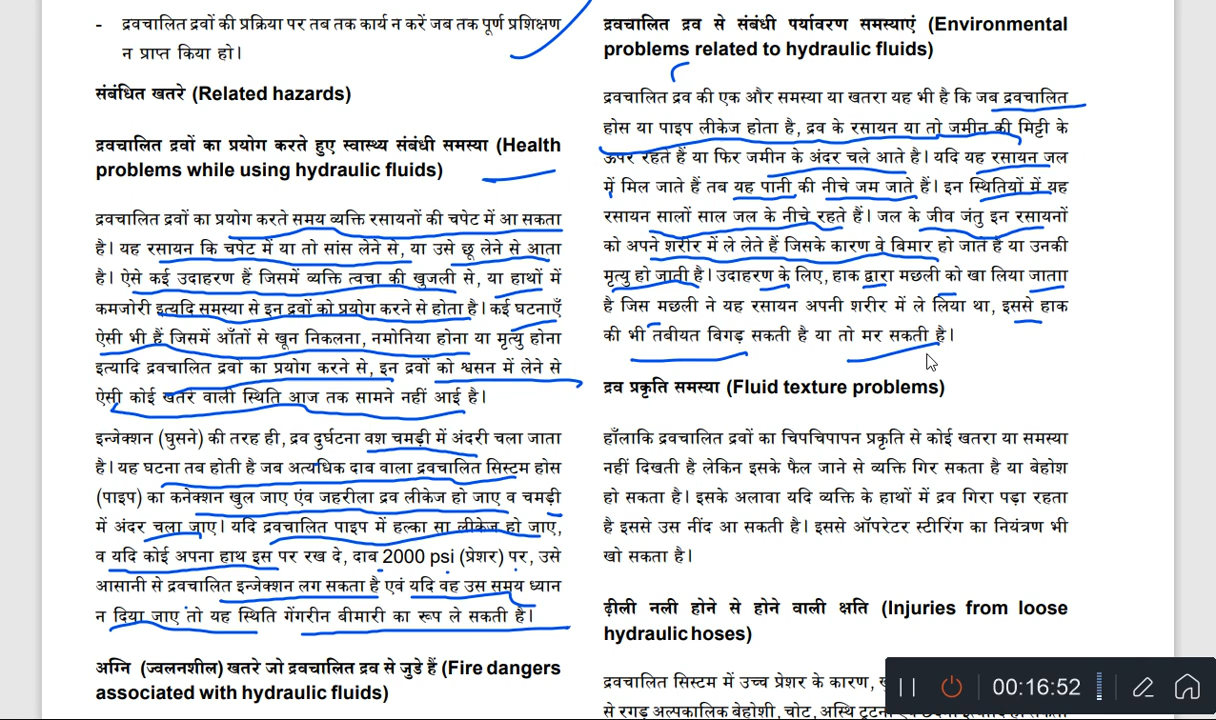 - द्रवचालित द्रवों की प्रक्रिया पर तब तक कार्य न करें जब तक पूर्ण प्रशिक्षण
न प्राप्त किया हो।
संबंधित खतरे (Related hazards)
द्रवचालित द्रवों का प्रयोग करते हुए स्वास्थ्य संबंधी समस्या (Health
problems while using hydraulic fluids)
द्रवचालित द्रवों का प्रयोग करते समय व्यक्ति रसायनों की चपेट में आ सकता
है। यह रसायन कि चपेट में या तो सांस लेने से, या उसे छू लेने से आता
है। ऐसे कई उदाहरण हैं जिसमें व्यक्ति त्वचा की खुजली से, या हाथों में
कमजोरी इत्यदि समस्या से इन द्रवों को प्रयोग करने से होता है। कई घटनाएँ
ऐसी भी हैं जिसमें आँतों से खून निकलना, नमोनिया होना या मृत्यु होना
इत्यादि द्रवचालित द्रवों का प्रयोग करने से, इन द्रवों को श्वसन में लेने से
ऐसी कोई खतरे वाली स्थिति आज तक सामने नहीं आई है।
इन्जेक्शन (घुसने) की तरह ही, द्रव दुर्घटना वश चमड़ी में अंदरी चला जाता
है। यह घटना तब होती है जब अत्यधिक दाब वाला द्रवचालित सिस्टम होस
(पाइप) का कनेक्शन खुल जाए एंव जहरीला द्रव लीकेज हो जाए व चमड़ी
में अंदर चला जाए। यदि द्रवचालित पाइप में हल्का सा लीकेज हो जाए,
व यदि कोई अपना हाथ इस पर रख दे, दाब 2000 psi (प्रेशर) पर, उसे
आसानी से द्रवचालित इन्जेक्शन लग सकता है एवं यदि वह उस समय ध्यान
न दिया जाए तो यह स्थिति गेंगरीन बीमारी का रूप ले सकती है।
अग्नि (ज्वलनशील) खतरे जो द्रवचालित द्रव से जुडे हैं (Fire dangers
associated with hydraulic fluids)
द्रवचालित द्रव से संबंधी पर्यावरण समस्याएं (Environmental
problems related to hydraulic fluids)
द्रवचालित द्रव की एक और समस्या या खतरा यह भी है कि जब द्रवचालित
होस या पाइप लीकेज होता है, द्रव के रसायन या तो जमीन की मिट्टी के
ऊपर रहते हैं या फिर जमीन के अंदर चले आते है। यदि यह रसायन जल
में मिल जाते हैं तब यह पानी की नीचे जम जाते हैं। इन स्थितियों में यह
रसायन सालों साल जल के नीचे रहते हैं। जल के जीव जंतु इन रसायनों
को अपने शरीर में ले लेते हैं जिसके कारण वे बिमार हो जाते हैं या उनकी
मृत्यु हो जाती है। उदाहरण के लिए, हाक द्वारा मछली को खा लिया जाताा
है जिस मछली ने यह रसायन अपनी शरीर में ले लिया था, इससे हाक
की भी तबीयत बिगड़ सकती है या तो मर सकती है।
द्रव प्रकृति समस्या (Fluid texture problems)
हाँलाकि द्रवचालित द्रवों का चिपचिपापन प्रकृति से कोई खतरा या समस्या
नहीं दिखती है लेकिन इसके फैल जाने से व्यक्ति गिर सकता है या बेहोश
हो सकता है। इसके अलावा यदि व्यक्ति के हाथों में द्रव गिरा पड़ा रहता
है इससे उस नींद आ सकती है। इससे ऑपरेटर स्टीरिंग का नियंत्रण भी
खो सकता है।
ढ़ीली नली होने से होने वाली क्षति (Injuries from loose
hydraulic hoses)
द्रवचालित सिस्टम में उच्च प्रेशर के कारण,
से रगड़ अल्पकालिक बेहोशी, चोट, अस्थि टूटना
00:16:52